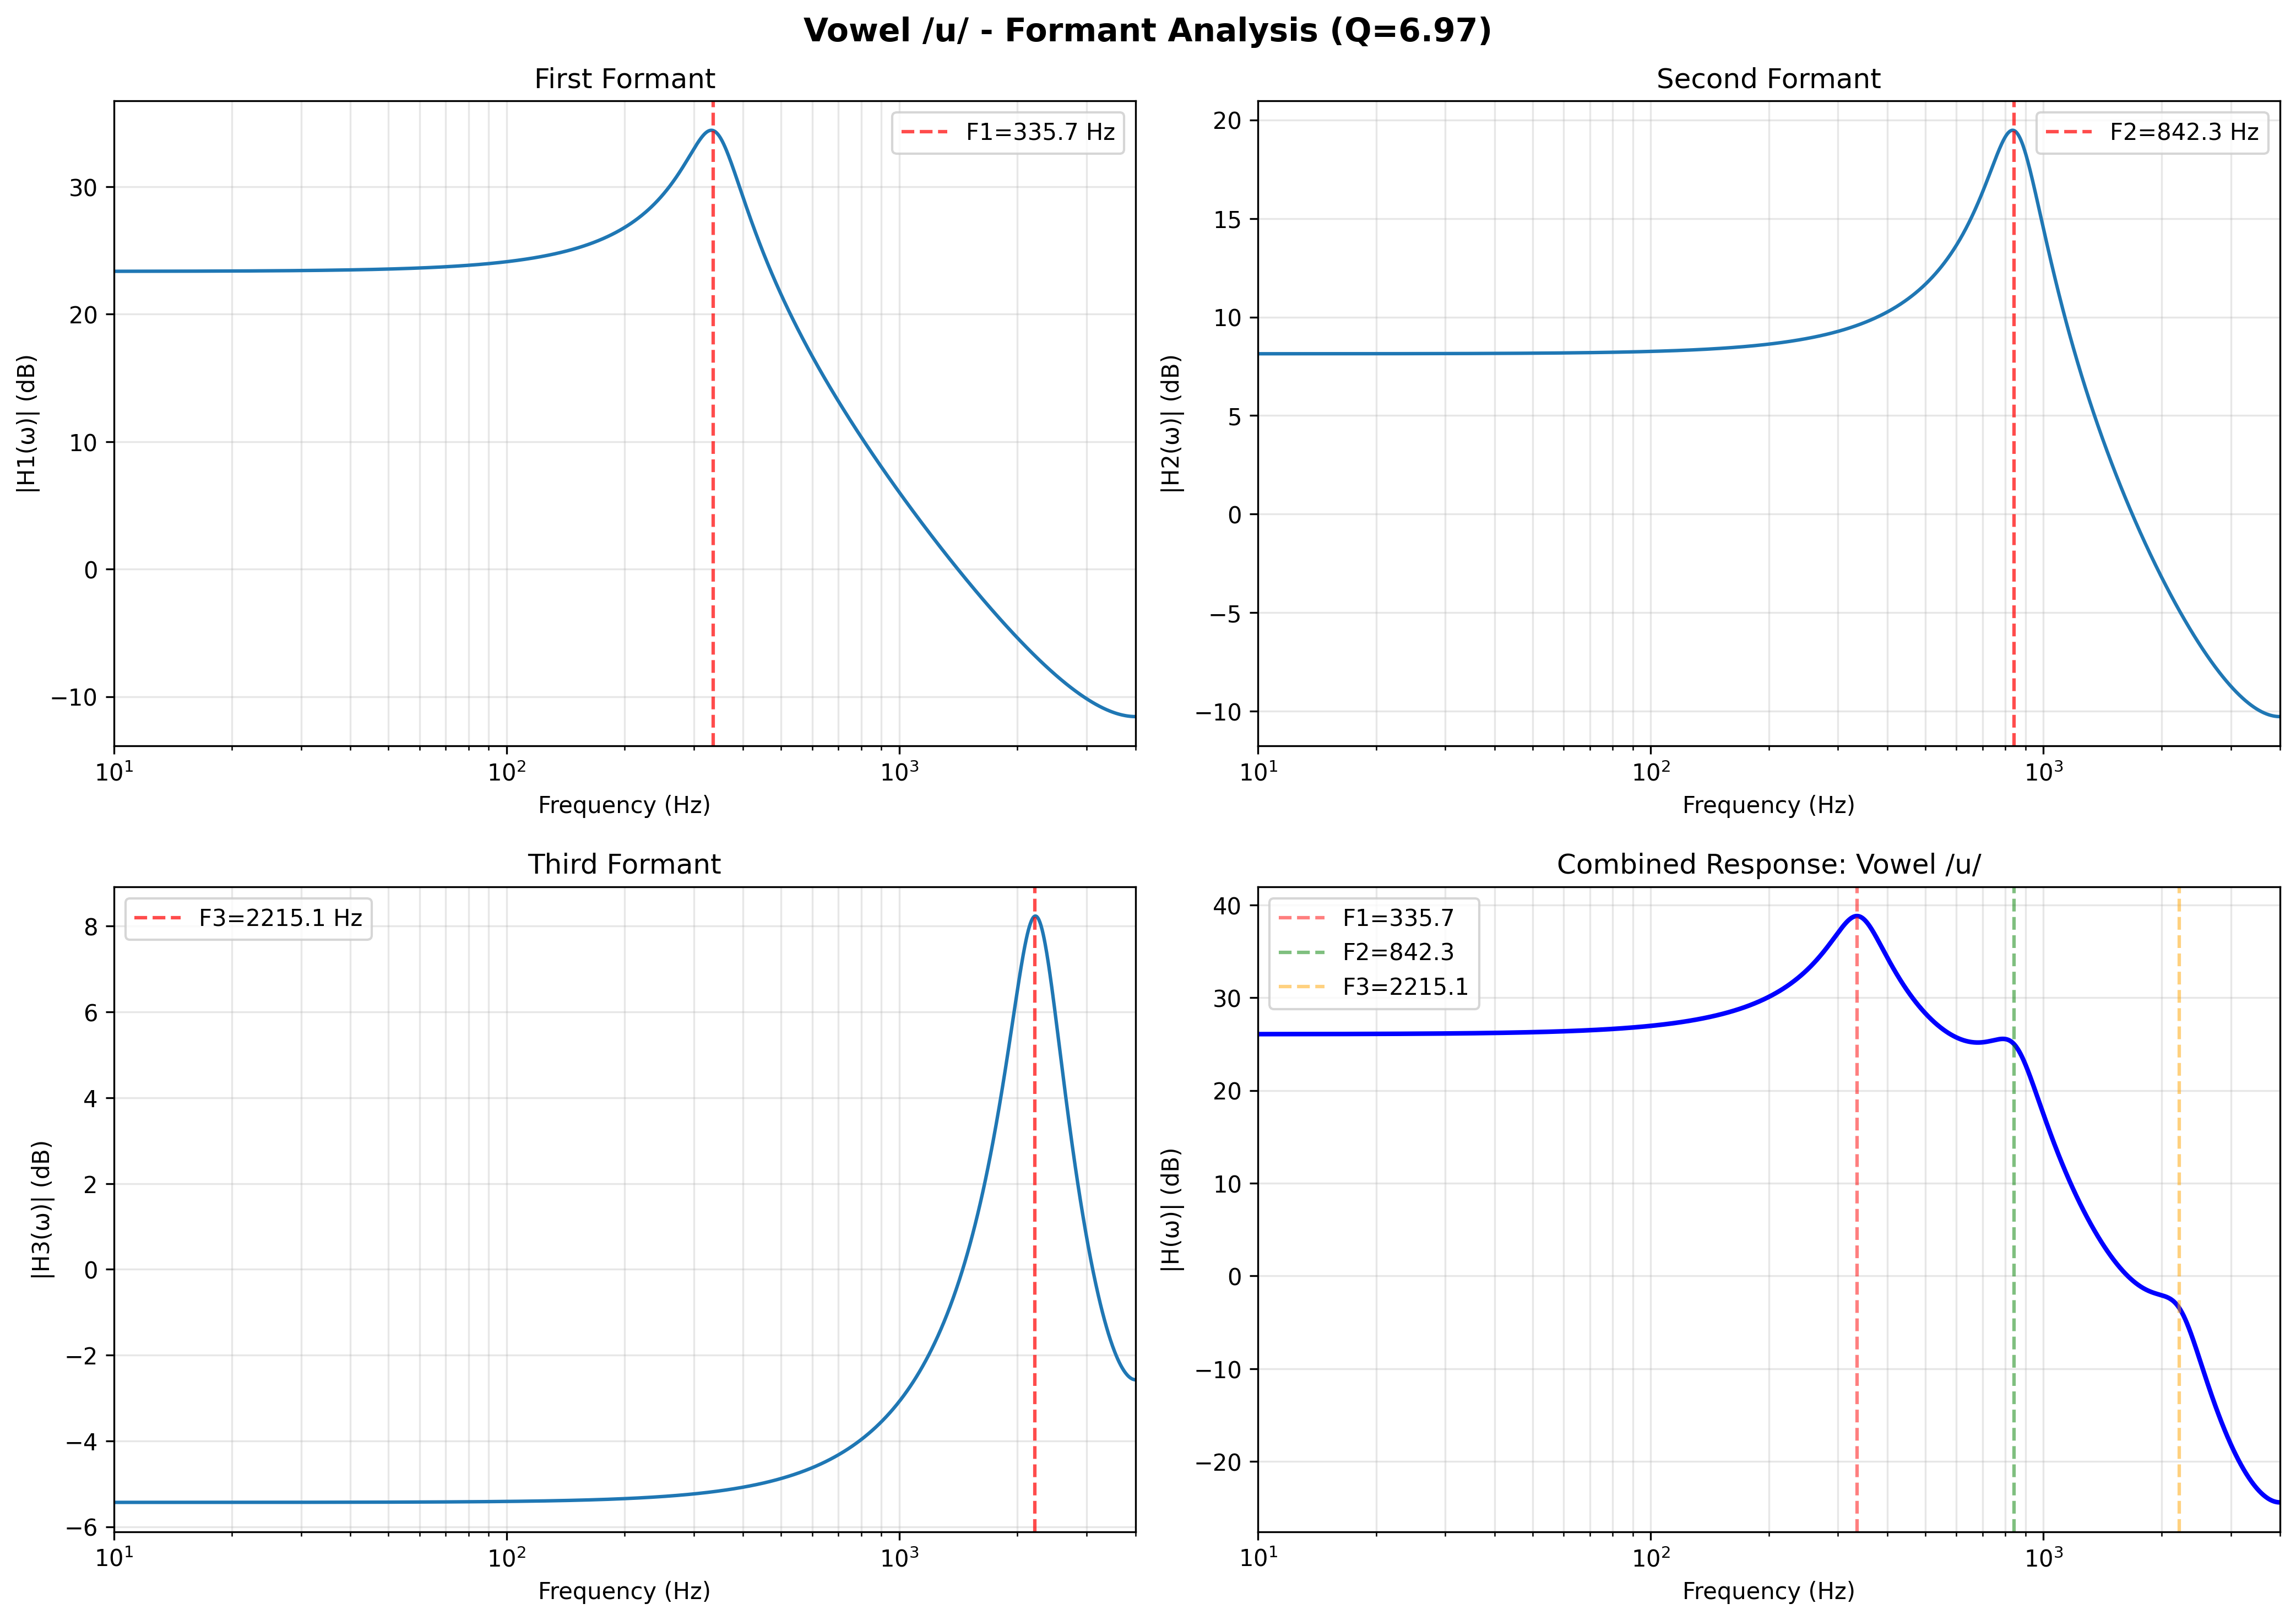 Vowel /u/ - Formant Analysis (Q=6.97)
First Formant
F1=335.7 Hz
|H1(ω)| (dB)
30
20
10
0
−10
10¹ 10² 10³
Frequency (Hz)
Second Formant
F2=842.3 Hz
|H2(ω)| (dB)
20
15
10
5
0
−5
−10
10¹ 10² 10³
Frequency (Hz)
Third Formant
F3=2215.1 Hz
|H3(ω)| (dB)
8
6
4
2
0
−2
−4
−6
10¹ 10² 10³
Frequency (Hz)
Combined Response: Vowel /u/
F1=335.7
F2=842.3
F3=2215.1
|H(ω)| (dB)
40
30
20
10
0
−10
−20
10¹ 10² 10³
Frequency (Hz)